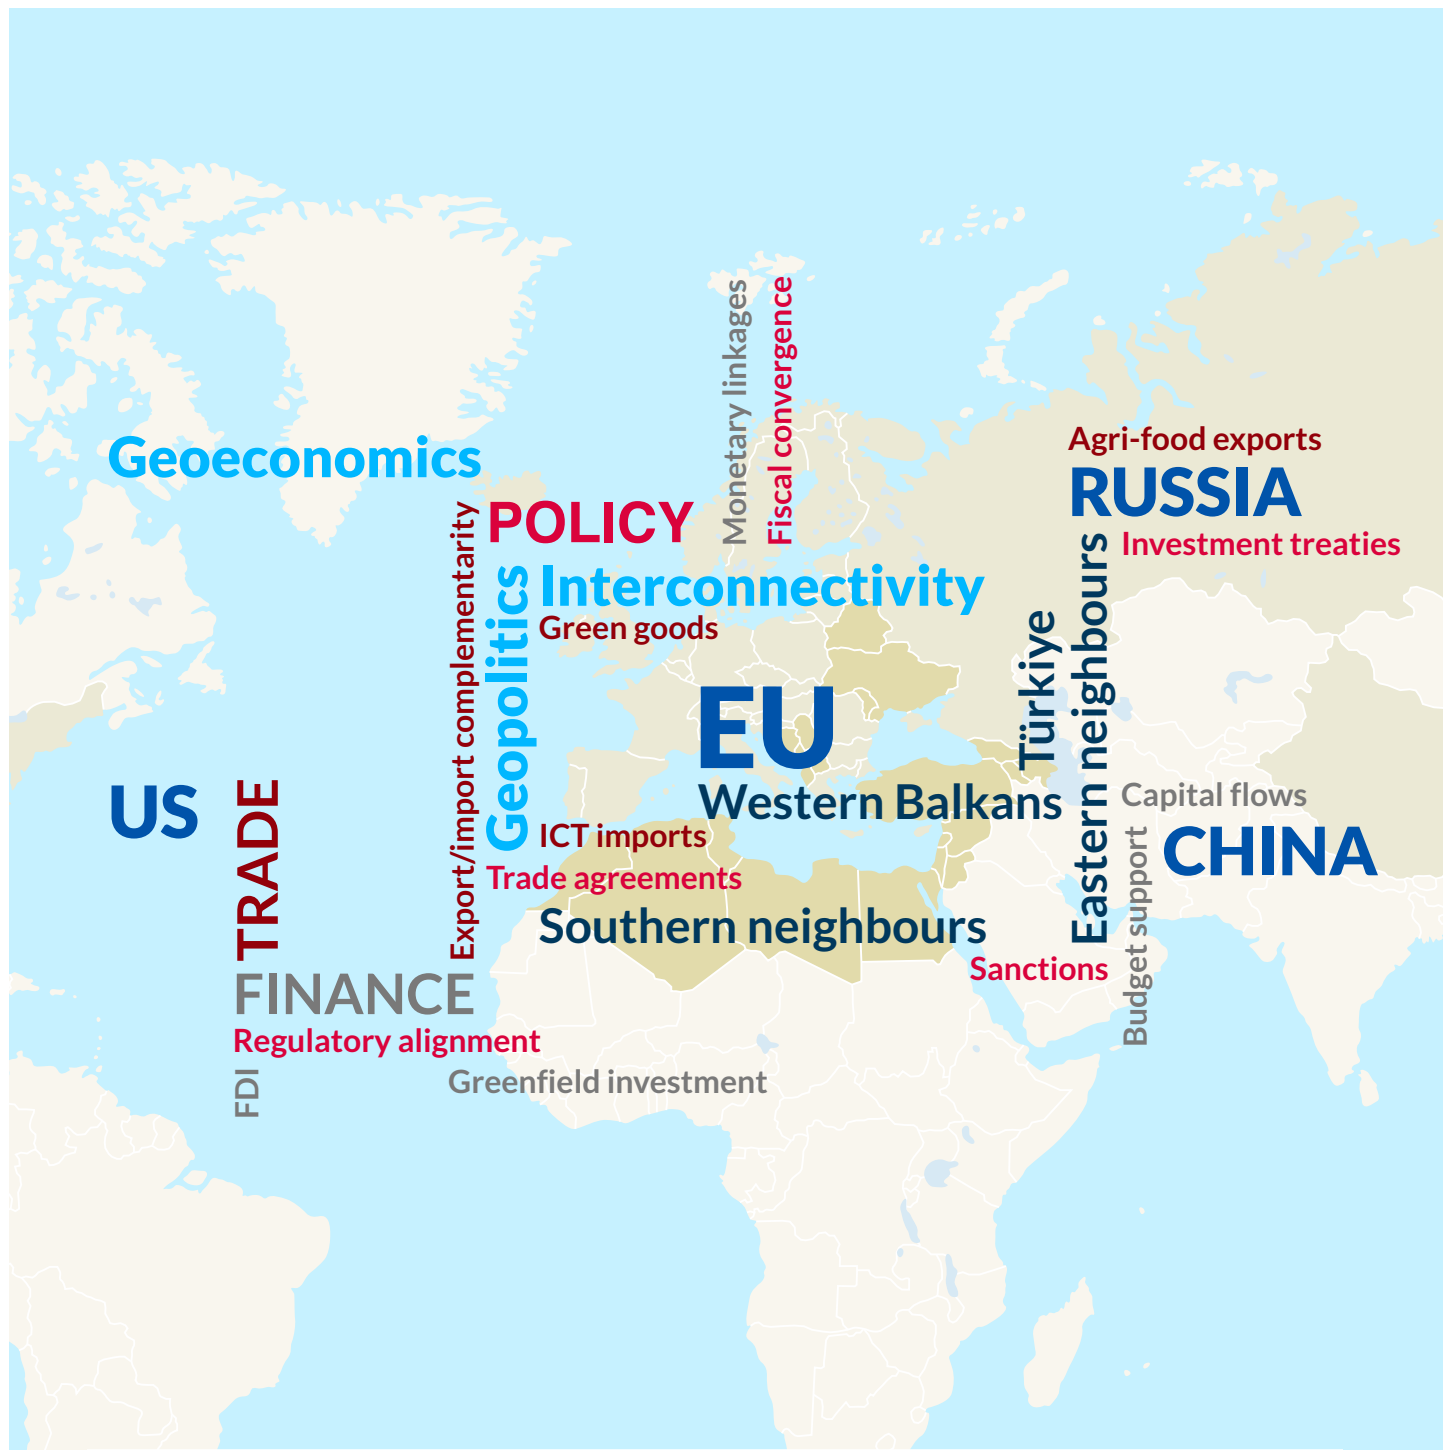 Monetary linkages
Fiscal convergence
Agri-food exports
Geoeconomics
RUSSIA
POLICY
Export/import complementarity
Investment treaties
Eastern neighbours
Interconnectivity
Geopolitics
Green goods
Türkiye
EU
US
TRADE
Western Balkans
Capital flows
ICT imports
CHINA
Budget support
Trade agreements
Southern neighbours
Sanctions
FINANCE
Regulatory alignment
FDI
Greenfield investment